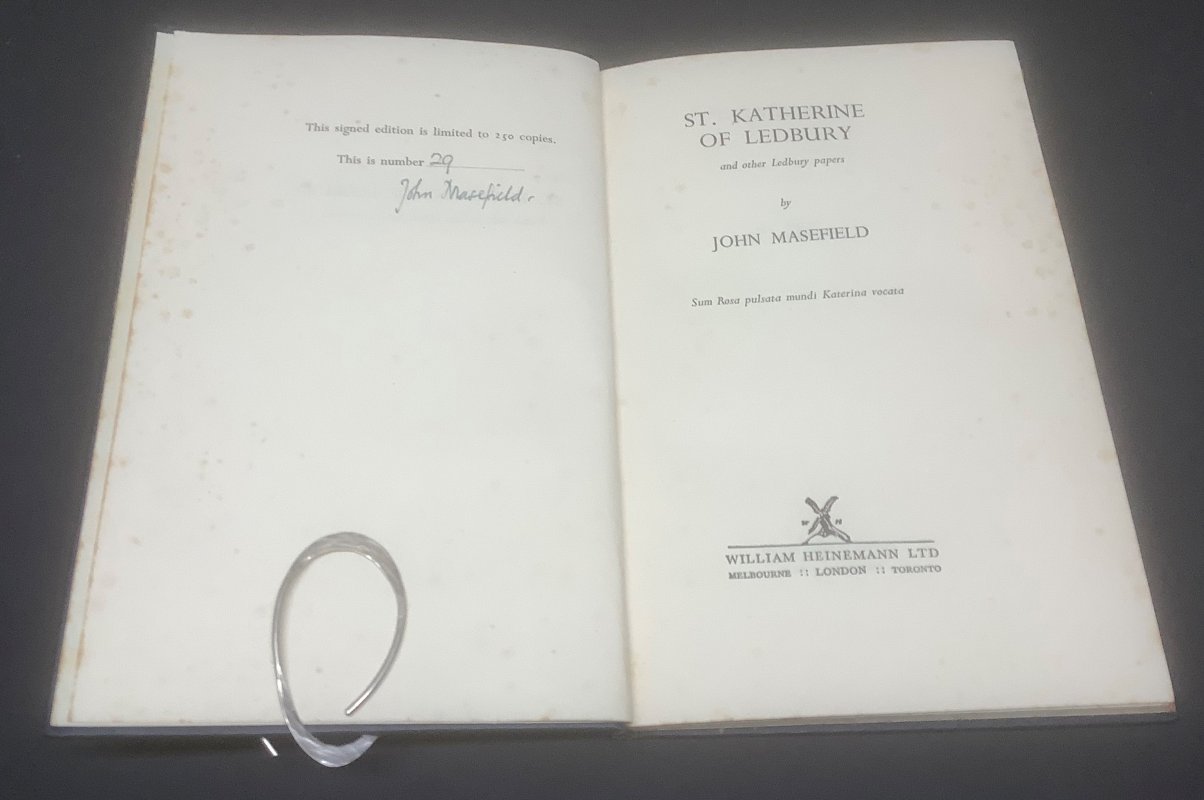 This signed edition is limited to 250 copies.
This is number 29
John Masefield.
ST. KATHERINE
OF LEDBURY
and other Ledbury papers
by
JOHN MASEFIELD
Sum Rosa pulsata mundi Katerina vocata
W H
WILLIAM HEINEMANN LTD
MELBOURNE :: LONDON :: TORONTO